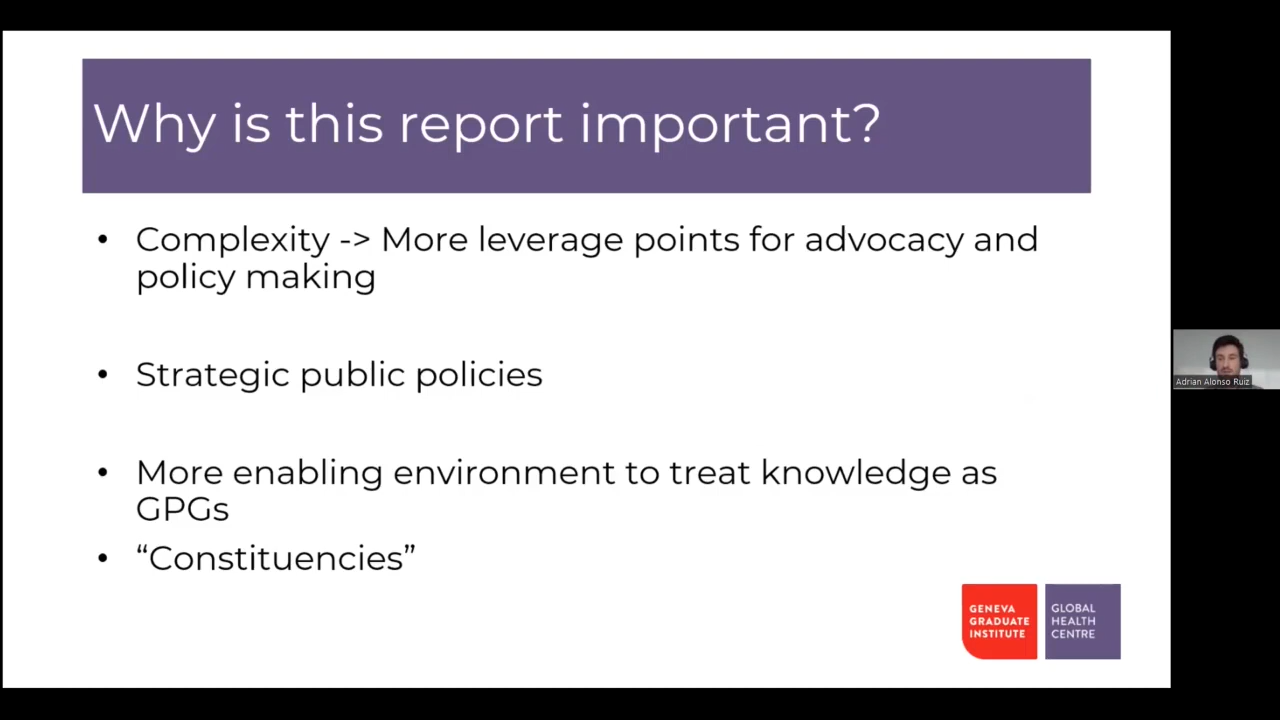 Why is this report important?
• Complexity -> More leverage points for advocacy and
policy making
• Strategic public policies
• More enabling environment to treat knowledge as
GPGs
• “Constituencies”
GENEVA
GRADUATE
INSTITUTE
GLOBAL
HEALTH
CENTRE
Adrian Alonso Ruiz